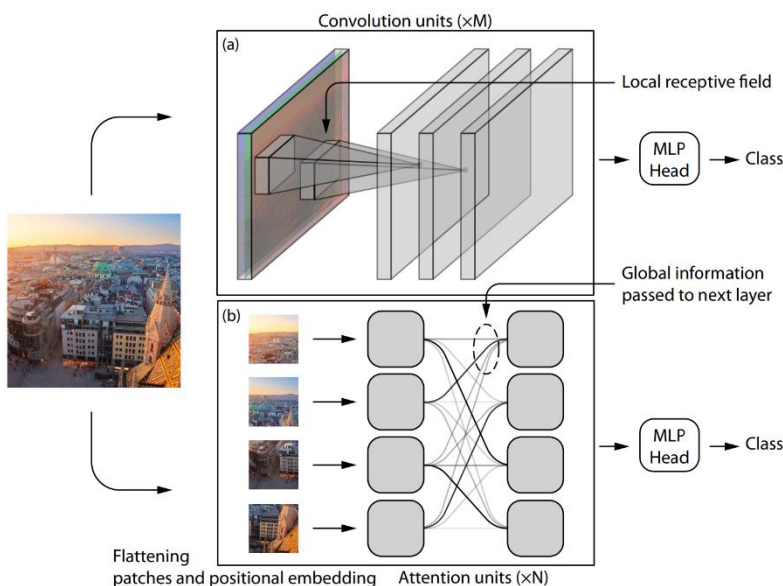 Convolution units (×M)
(a)
Local receptive field
MLP
Head
Class
Global information
passed to next layer
(b)
MLP
Head
Class
Flattening
patches and positional embedding
Attention units (×N)